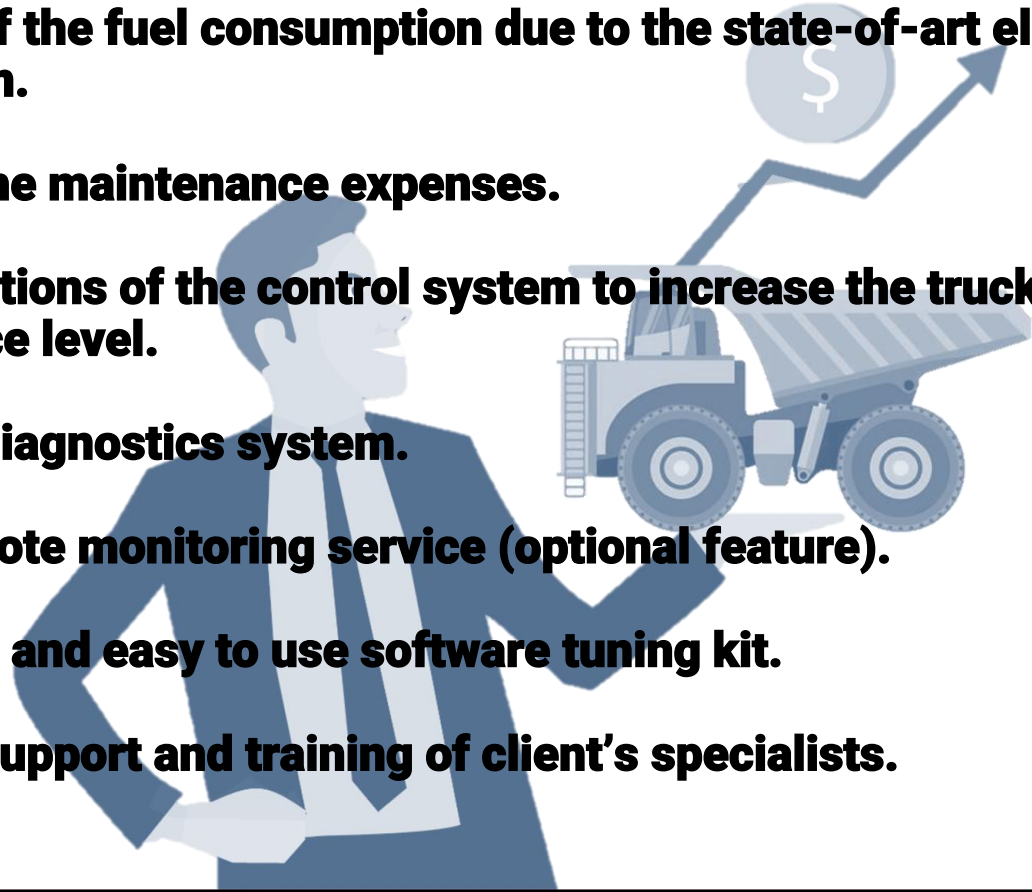 f the fuel consumption due to the state-of-art el
n.
ne maintenance expenses.
tions of the control system to increase the truck
ce level.
iagnostics system.
ote monitoring service (optional feature).
and easy to use software tuning kit.
upport and training of client’s specialists.
$